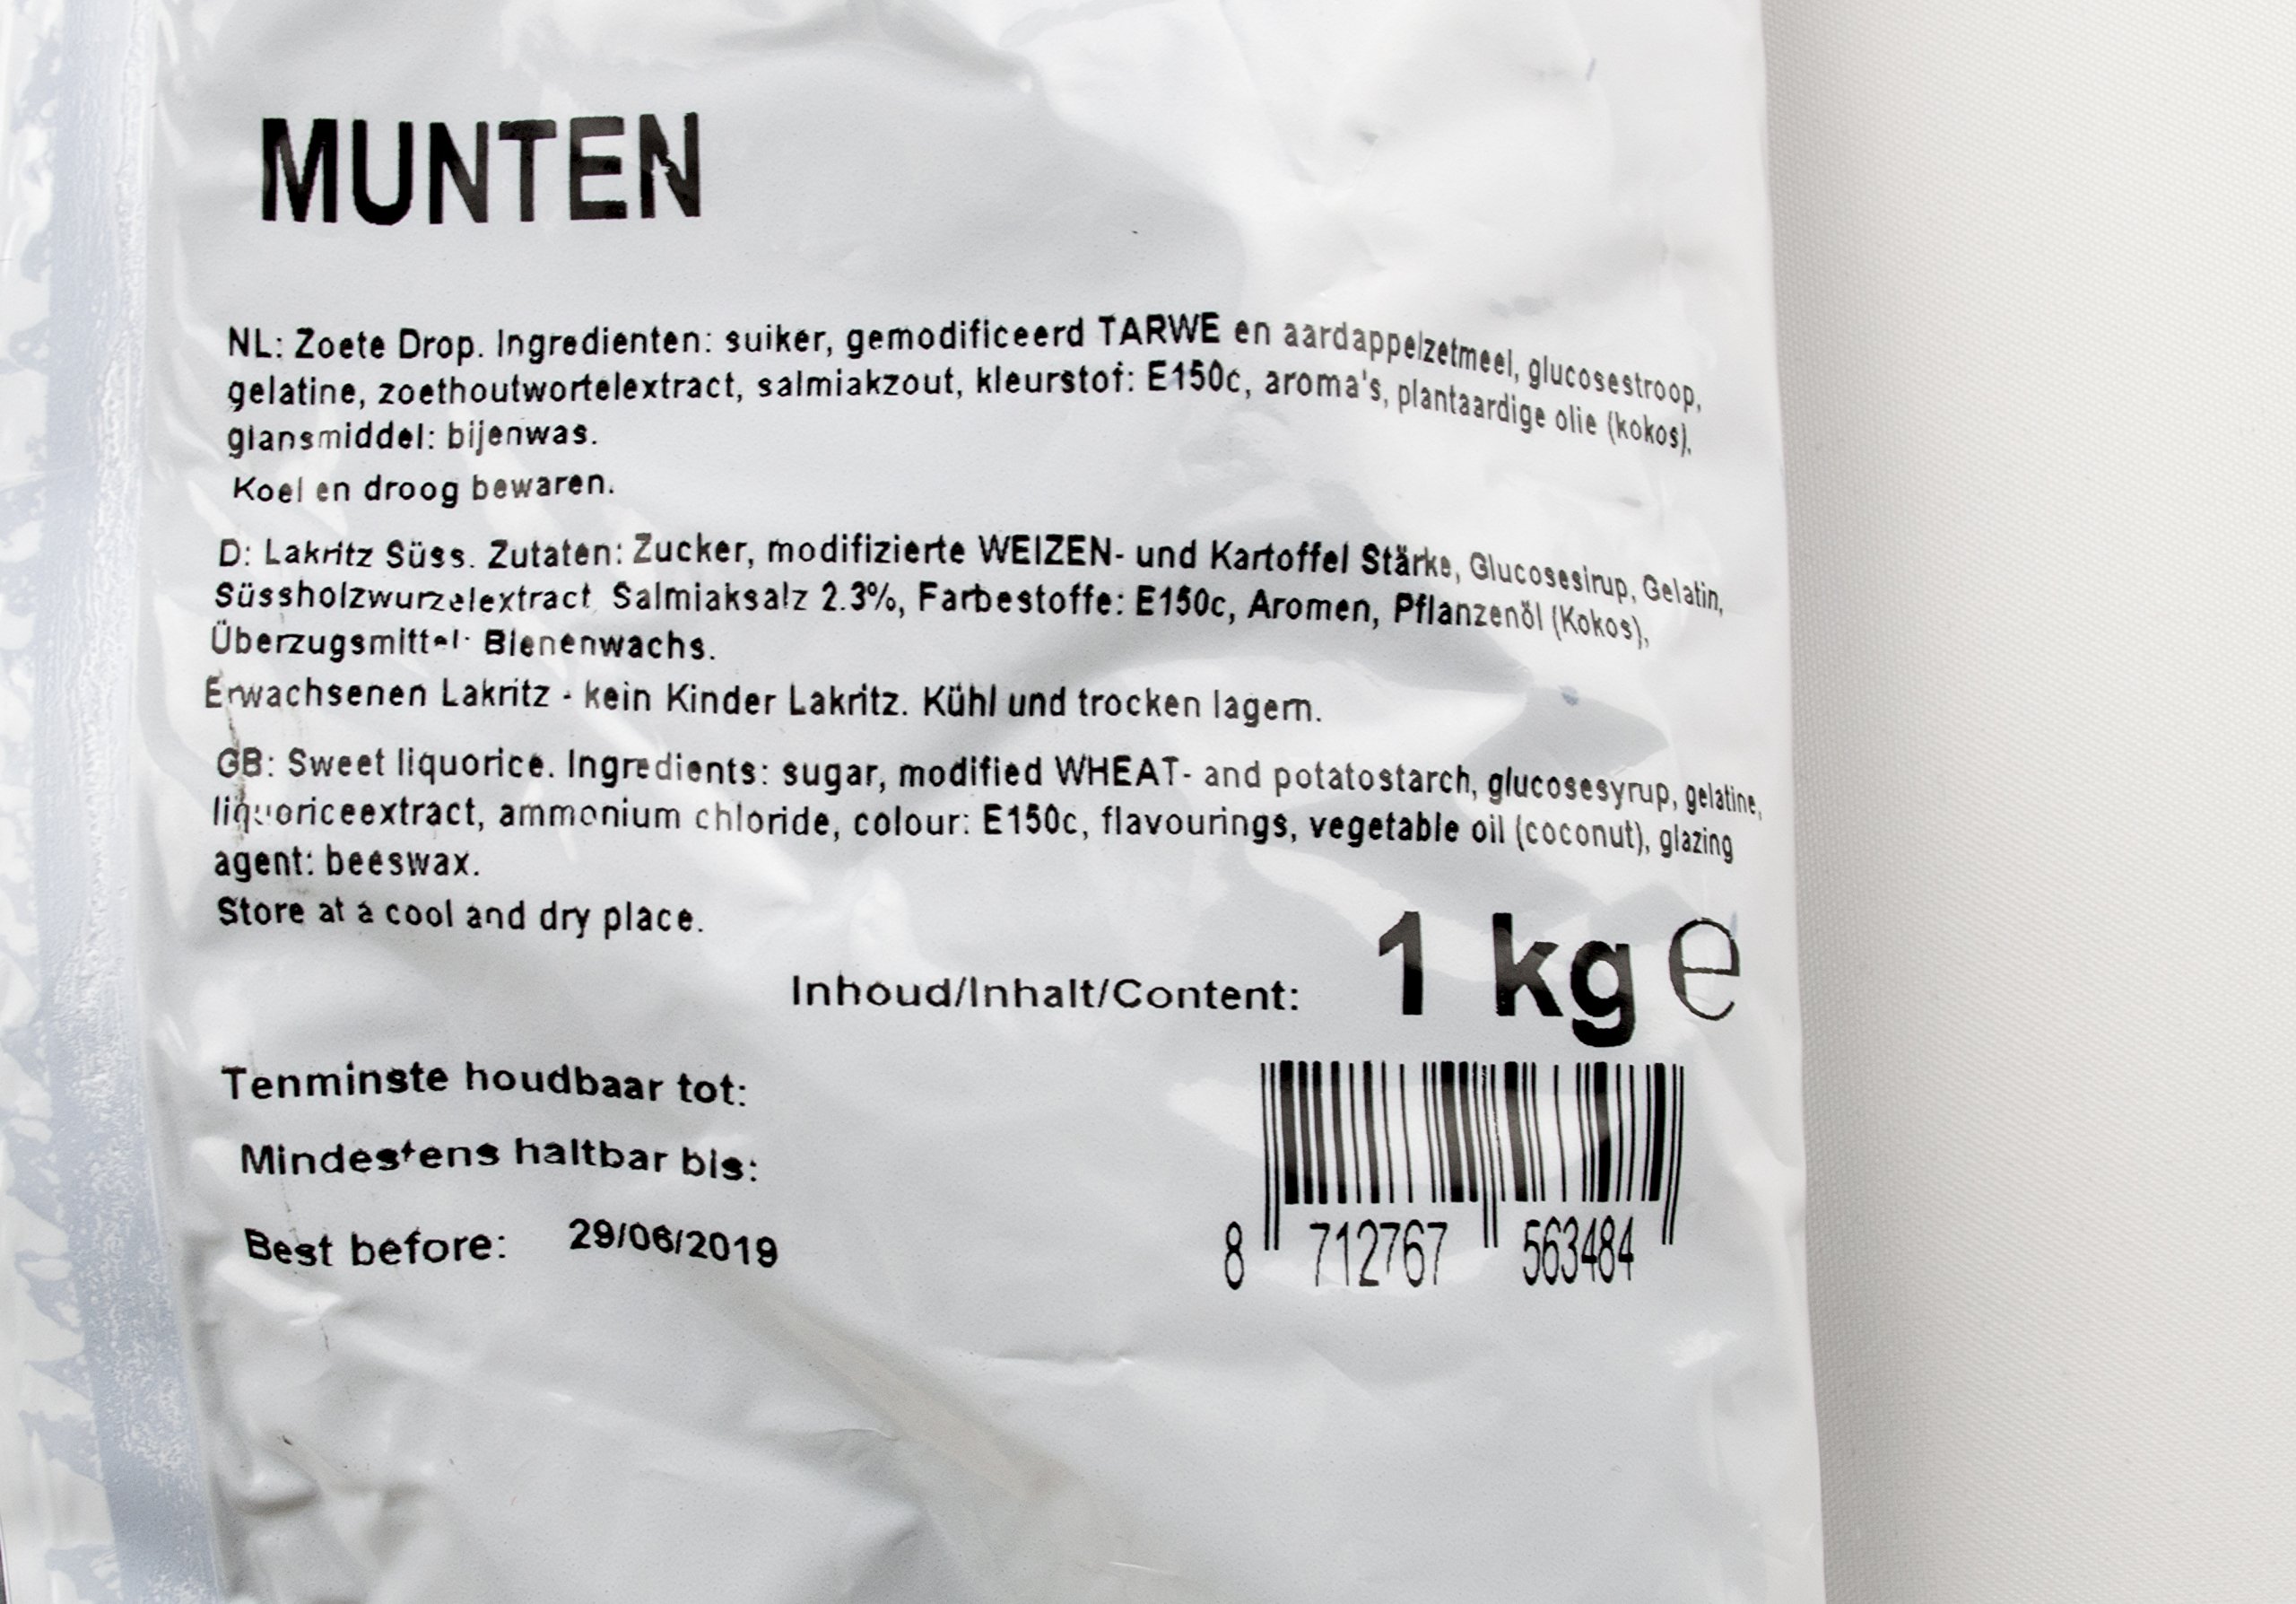 MUNTEN
NL: Zoete Drop. Ingredienten: suiker, gemodificeerd TARWE en aardappelzetmeel, glucosestroop,
gelatine, zoethoutwortelextract, salmiakzout, kleurstof: E150c, aroma's, plantaardige olie (kokos),
glansmiddel: bijenwas.
Koel en droog bewaren.
D: Lakritz Süss. Zutaten: Zucker, modifizierte WEIZEN- und Kartoffel Stärke, Glucosesirup, Gelatin,
Süssholzwurzelextract, Salmiaksalz 2.3%, Farbestoffe: E150c, Aromen, Pflanzenöl (Kokos),
Überzugsmittel: Bienenwachs.
Erwachsenen Lakritz - kein Kinder Lakritz. Kühl und trocken lagern.
GB: Sweet liquorice. Ingredients: sugar, modified WHEAT- and potatostarch, glucosesyrup, gelatine,
liquoriceextract, ammonium chloride, colour: E150c, flavourings, vegetable oil (coconut), glazing
agent: beeswax.
Store at a cool and dry place.
Inhoud/Inhalt/Content: 1 kg e
Tenminste houdbaar tot:
Mindestens haltbar bis:
Best before: 29/06/2019
8 712767 563484